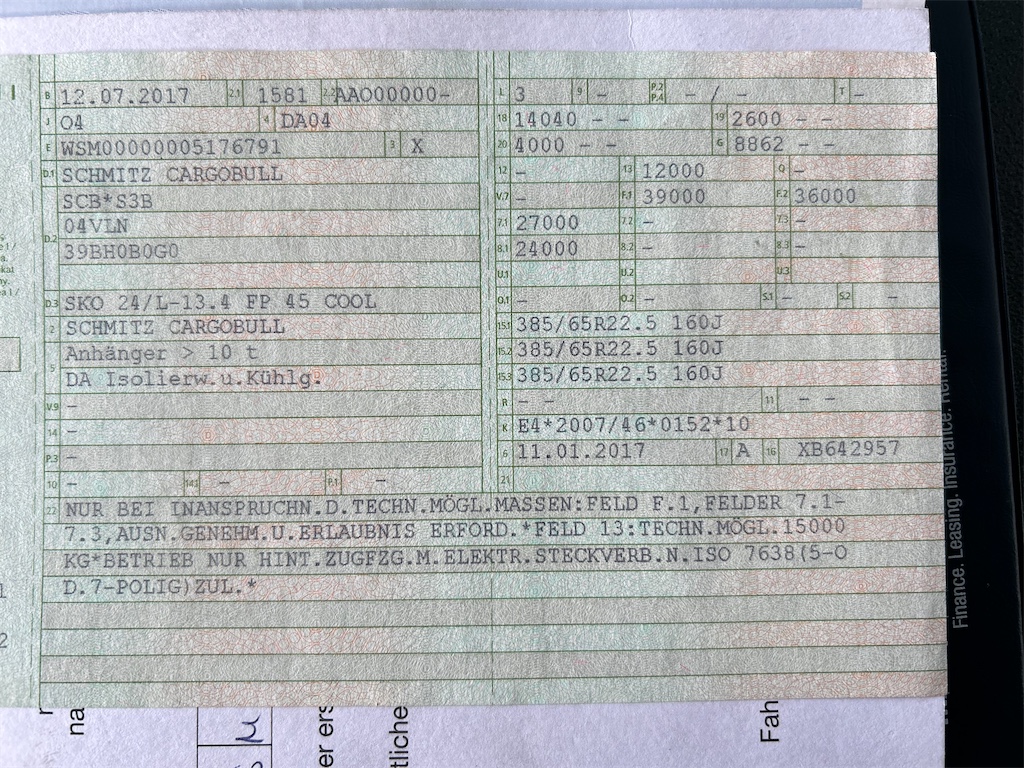 B 12.07.2017 2.1 1581 2.2 AAO00000-
J O4 4 DA04
E WSM00000005176791 3 X
D.1 SCHMITZ CARGOBULL
SCB*S3B
D.2 04VLN
39BH0B0G0
D.3 SKO 24/L-13.4 FP 45 COOL
2 SCHMITZ CARGOBULL
5 Anhänger > 10 t
DA Isolierw.u.Kühlg.
V.9 -
14 -
P.3 -
10 - 14.1 - P.1 -
L 3 9 - P.2 P.4 - / - T -
18 14040 - - 19 2600 - -
20 4000 - - G 8862 - -
12 - 13 12000 Q -
V.7 - F.1 39000 F.2 36000
7.1 27000 7.2 - 7.3 -
8.1 24000 8.2 - 8.3 -
U.1 U.2 U.3
O.1 - O.2 - S.1 - S.2 -
15.1 385/65R22.5 160J
15.2 385/65R22.5 160J
15.3 385/65R22.5 160J
R - - 11 - -
K E4*2007/46*0152*10
6 11.01.2017 17 A 16 XB642957
21
22 NUR BEI INANSPRUCHN.D.TECHN.MÖGL.MASSEN:FELD F.1,FELDER 7.1-
7.3,AUSN.GENEHM.U.ERLAUBNIS ERFORD.*FELD 13:TECHN.MÖGL.15000
KG*BETRIEB NUR HINT.ZUGFZG.M.ELEKTR.STECKVERB.N.ISO 7638(5-O
D.7-POLIG)ZUL.*
na
er ers
tliche
Fah
Finance. Leasing. Insurance. Rental.